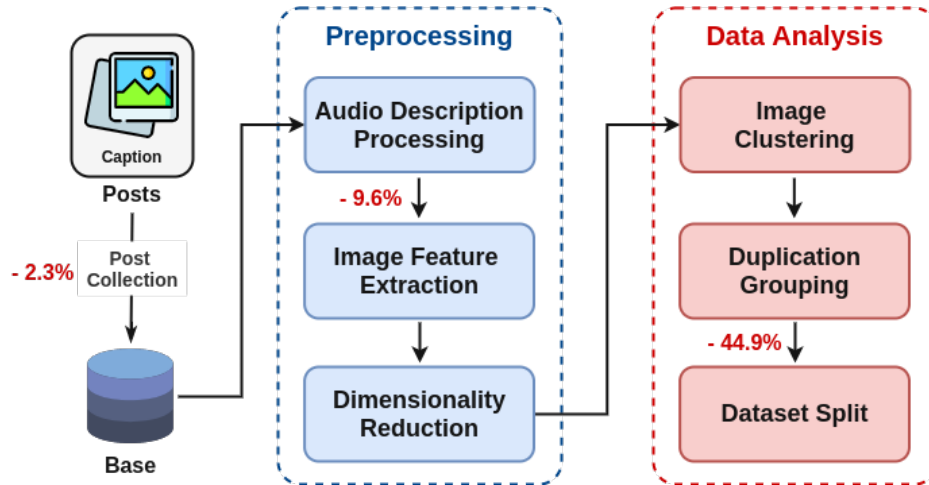 Caption
Posts
- 2.3%
Post
Collection
Base
Preprocessing
Audio Description
Processing
- 9.6%
Image Feature
Extraction
Dimensionality
Reduction
Data Analysis
Image
Clustering
Duplication
Grouping
- 44.9%
Dataset Split